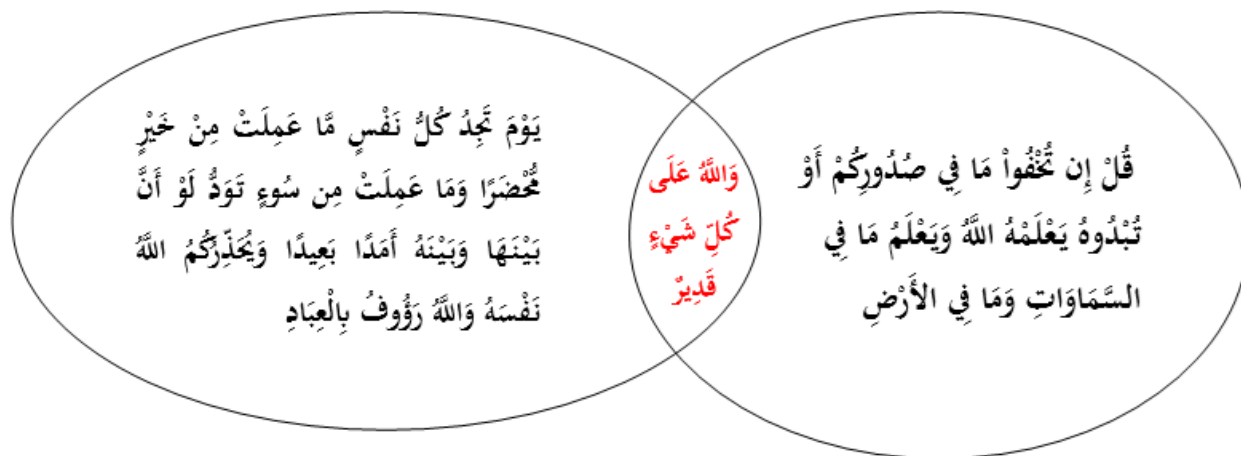 قُلْ إِن تُخْفُواْ مَا فِي صُدُورِكُمْ أَوْ
تُبْدُوهُ يَعْلَمْهُ اللَّهُ وَيَعْلَمُ مَا فِي
السَّمَاوَاتِ وَمَا فِي الأَرْضِ
وَاللَّهُ عَلَى
كُلِّ شَيْءٍ
قَدِيرٌ
يَوْمَ تَجِدُ كُلُّ نَفْسٍ مَّا عَمِلَتْ مِنْ خَيْرٍ
مُّحْضَرًا وَمَا عَمِلَتْ مِن سُوءٍ تَوَدُّ لَوْ أَنَّ
بَيْنَهَا وَبَيْنَهُ أَمَدًا بَعِيدًا وَيُحَذِّرُكُمُ اللَّهُ
نَفْسَهُ وَاللَّهُ رَؤُوفُ بِالْعِبَادِ